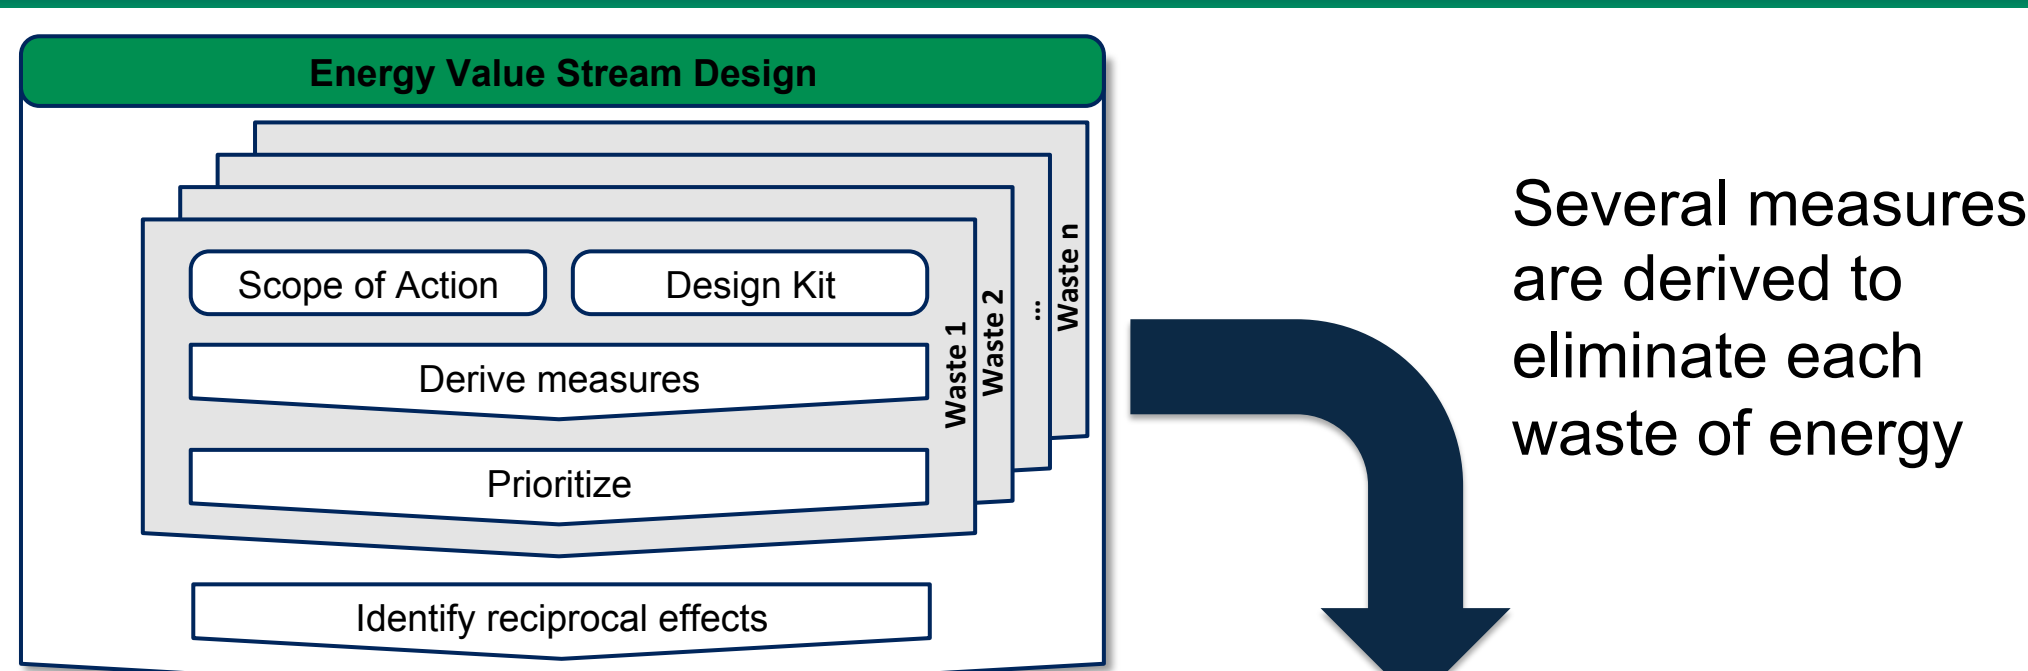 Energy Value Stream Design
Scope of Action
Design Kit
Derive measures
Prioritize
Waste 1
Waste 2
...
Waste n
Identify reciprocal effects
Several measures
are derived to
eliminate each
waste of energy